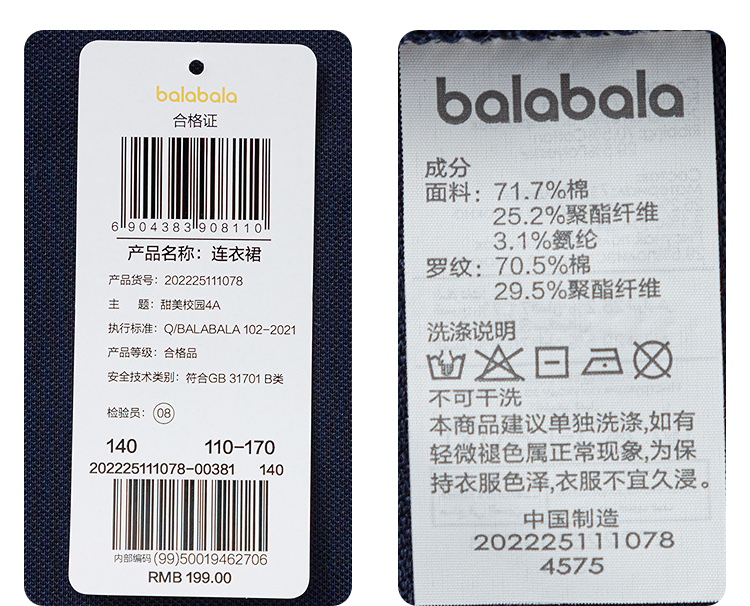 balabala
合格证
6 904383 908110
产品名称：连衣裙
产品货号：202225111078
主 题：甜美校园4A
执行标准：Q/BALABALA 102-2021
产品等级：合格品
安全技术类别：符合GB 31701 B类
检验员：08
140 110-170
202225111078-00381 140
内部编码 (99)50019462706
RMB 199.00
balabala
成分
面料：71.7%棉
25.2%聚酯纤维
3.1%氨纶
罗纹：70.5%棉
29.5%聚酯纤维
洗涤说明
不可干洗
本商品建议单独洗涤,如有
轻微褪色属正常现象,为保
持衣服色泽,衣服不宜久浸。
中国制造
202225111078
4575